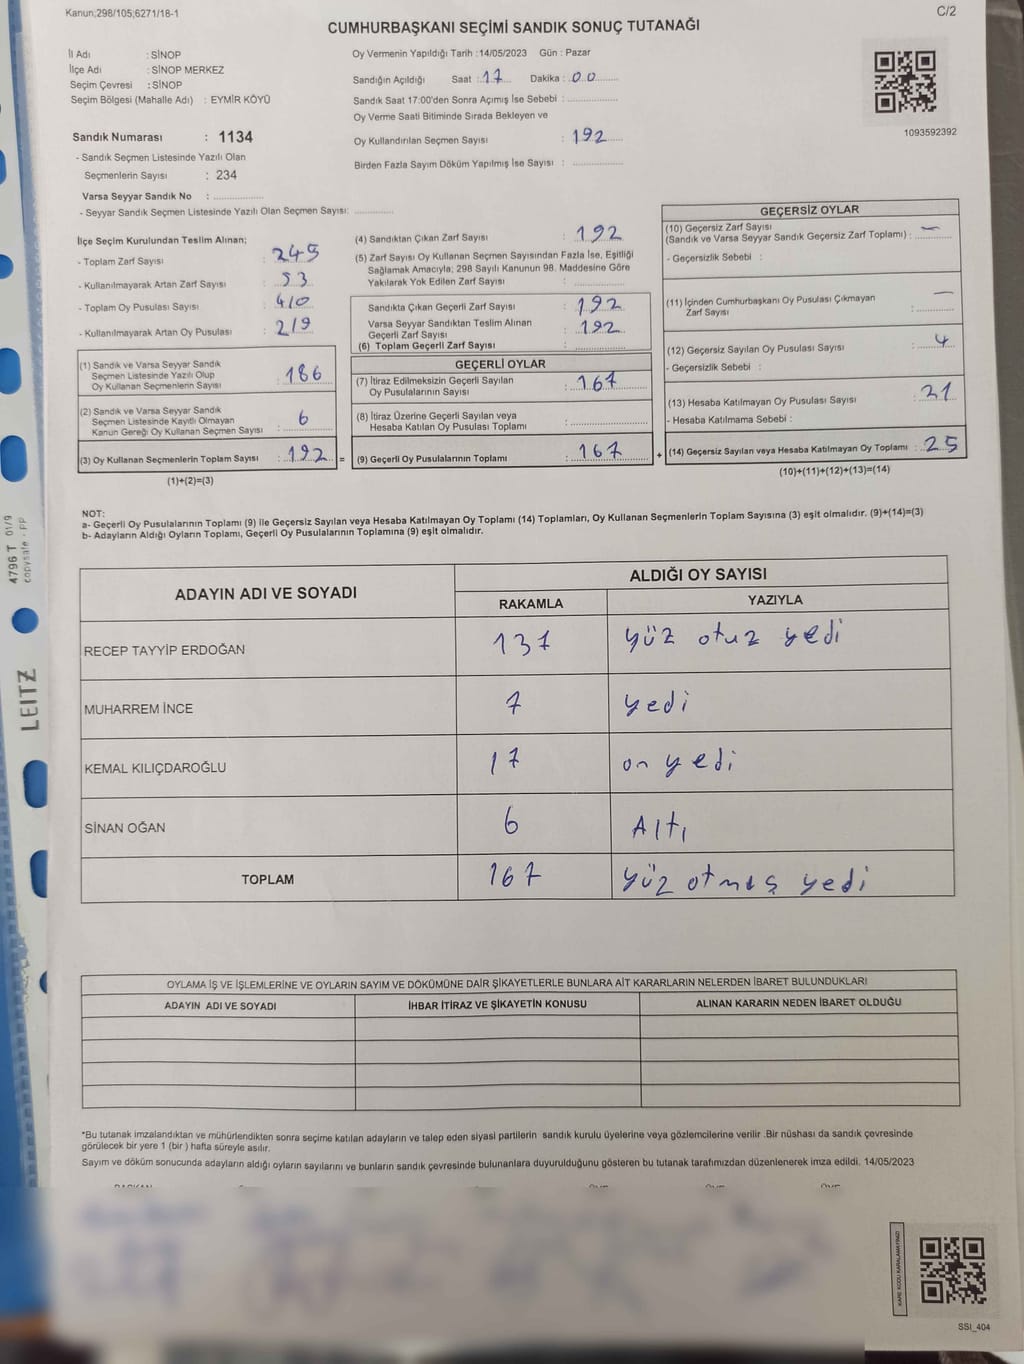 Kanun;298/105;6271/18-1
C/2
CUMHURBAŞKANI SEÇİMİ SANDIK SONUÇ TUTANAĞI
İl Adı : SİNOP
İlçe Adı : SİNOP MERKEZ
Seçim Çevresi : SİNOP
Seçim Bölgesi (Mahalle Adı) : EYMİR KÖYÜ
Sandık Numarası : 1134
- Sandık Seçmen Listesinde Yazılı Olan
Seçmenlerin Sayısı : 234
Varsa Seyyar Sandık No : ................
- Seyyar Sandık Seçmen Listesinde Yazılı Olan Seçmen Sayısı: ............
Oy Vermenin Yapıldığı Tarih :14/05/2023 Gün : Pazar
Sandığın Açıldığı Saat : 17 Dakika : 00
Sandık Saat 17:00'den Sonra Açımış İse Sebebi : ................
Oy Verme Saati Bitiminde Sırada Bekleyen ve
Oy Kullandırılan Seçmen Sayısı : 192
Birden Fazla Sayım Döküm Yapılmış İse Sayısı : ................
1093592392
İlçe Seçim Kurulundan Teslim Alınan;
- Toplam Zarf Sayısı : 245
- Kullanılmayarak Artan Zarf Sayısı : 53
- Toplam Oy Pusulası Sayısı : 410
- Kullanılmayarak Artan Oy Pusulası : 219
(1) Sandık ve Varsa Seyyar Sandık
Seçmen Listesinde Yazılı Olup
Oy Kullanan Seçmenlerin Sayısı : 186
(2) Sandık ve Varsa Seyyar Sandık
Seçmen Listesinde Kayıtlı Olmayan
Kanun Gereği Oy Kullanan Seçmen Sayısı : 6
(3) Oy Kullanan Seçmenlerin Toplam Sayısı : 192 =
(1)+(2)=(3)
(4) Sandıktan Çıkan Zarf Sayısı : 192
(5) Zarf Sayısı Oy Kullanan Seçmen Sayısından Fazla İse, Eşitliği
Sağlamak Amacıyla; 298 Sayılı Kanunun 98. Maddesine Göre
Yakılarak Yok Edilen Zarf Sayısı : ................
Sandıkta Çıkan Geçerli Zarf Sayısı : 192
Varsa Seyyar Sandıktan Teslim Alınan
Geçerli Zarf Sayısı : 192
(6) Toplam Geçerli Zarf Sayısı : ................
GEÇERLİ OYLAR
(7) İtiraz Edilmeksizin Geçerli Sayılan
Oy Pusulalarının Sayısı : 167
(8) İtiraz Üzerine Geçerli Sayılan veya
Hesaba Katılan Oy Pusulası Toplamı : ................
(9) Geçerli Oy Pusulalarının Toplamı : 167 +
GEÇERSİZ OYLAR
(10) Geçersiz Zarf Sayısı
(Sandık ve Varsa Seyyar Sandık Geçersiz Zarf Toplamı) : —
- Geçersizlik Sebebi :
(11) İçinden Cumhurbaşkanı Oy Pusulası Çıkmayan
Zarf Sayısı : —
(12) Geçersiz Sayılan Oy Pusulası Sayısı : 4
- Geçersizlik Sebebi :
(13) Hesaba Katılmayan Oy Pusulası Sayısı : 21
- Hesaba Katılmama Sebebi :
(14) Geçersiz Sayılan veya Hesaba Katılmayan Oy Toplamı : 25
(10)+(11)+(12)+(13)=(14)
NOT:
a- Geçerli Oy Pusulalarının Toplamı (9) ile Geçersiz Sayılan veya Hesaba Katılmayan Oy Toplamı (14) Toplamları, Oy Kullanan Seçmenlerin Toplam Sayısına (3) eşit olmalıdır. (9)+(14)=(3)
b- Adayların Aldığı Oyların Toplamı, Geçerli Oy Pusulalarının Toplamına (9) eşit olmalıdır.
ADAYIN ADI VE SOYADI
ALDIĞI OY SAYISI
RAKAMLA YAZIYLA
RECEP TAYYİP ERDOĞAN 137 yüz otuz yedi
MUHARREM İNCE 7 yedi
KEMAL KILIÇDAROĞLU 17 on yedi
SİNAN OĞAN 6 Altı
TOPLAM 167 yüz otmış yedi
OYLAMA İŞ VE İŞLEMLERİNE VE OYLARIN SAYIM VE DÖKÜMÜNE DAİR ŞİKAYETLERLE BUNLARA AİT KARARLARIN NELERDEN İBARET BULUNDUKLARI
ADAYIN ADI VE SOYADI İHBAR İTİRAZ VE ŞİKAYETİN KONUSU ALINAN KARARIN NEDEN İBARET OLDUĞU
*Bu tutanak imzalandıktan ve mühürlendikten sonra seçime katılan adayların ve talep eden siyasi partilerin sandık kurulu üyelerine veya gözlemcilerine verilir .Bir nüshası da sandık çevresinde
görülecek bir yere 1 (bir ) hafta süreyle asılır.
Sayım ve döküm sonucunda adayların aldığı oyların sayılarını ve bunların sandık çevresinde bulunanlara duyurulduğunu gösteren bu tutanak tarafımızdan düzenlenerek imza edildi. 14/05/2023
KARE KODU KARALAMAYINIZ!
SSI_404
4796 T 01/9
copysafe - PP
LEITZ